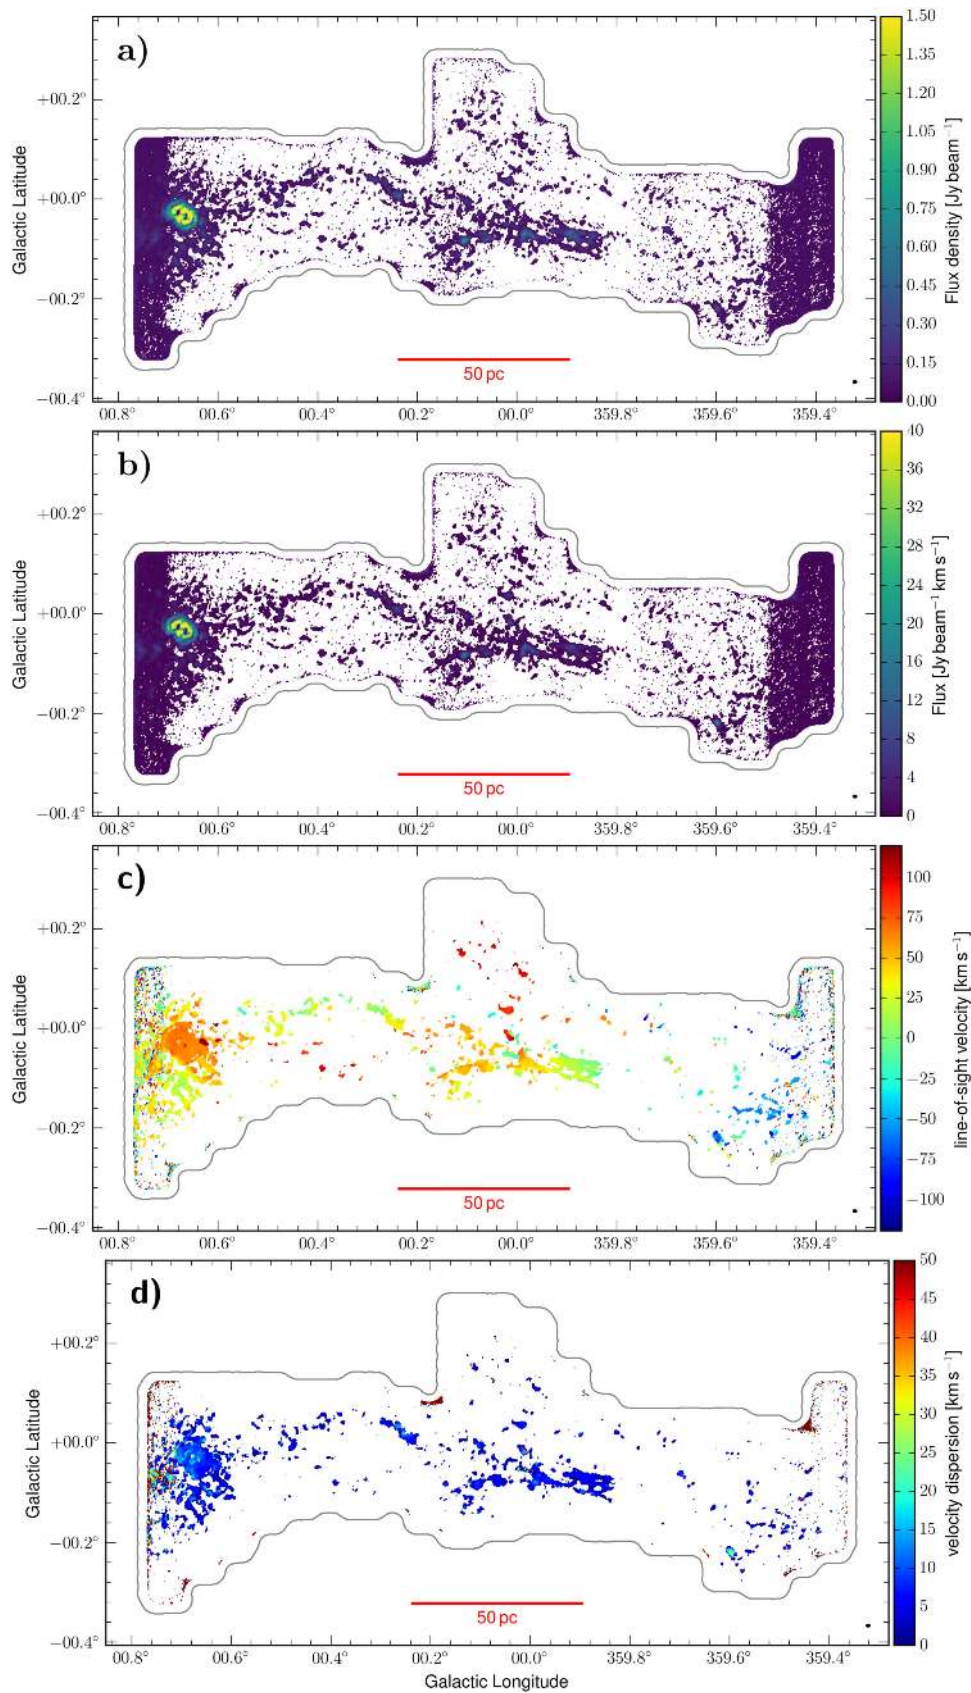 a)
Galactic Latitude
+00.2°
+00.0°
−00.2°
−00.4°
50 pc
00.8° 00.6° 00.4° 00.2° 00.0° 359.8° 359.6° 359.4°
1.50
1.35
1.20
1.05
0.90
0.75
0.60
0.45
0.30
0.15
0.00
Flux density [Jy beam⁻¹]
b)
Galactic Latitude
+00.2°
+00.0°
−00.2°
−00.4°
50 pc
00.8° 00.6° 00.4° 00.2° 00.0° 359.8° 359.6° 359.4°
40
36
32
28
24
20
16
12
8
4
0
Flux [Jy beam⁻¹ km s⁻¹]
c)
Galactic Latitude
+00.2°
+00.0°
−00.2°
−00.4°
50 pc
00.8° 00.6° 00.4° 00.2° 00.0° 359.8° 359.6° 359.4°
100
75
50
25
0
−25
−50
−75
−100
line-of-sight velocity [km s⁻¹]
d)
Galactic Latitude
+00.2°
+00.0°
−00.2°
−00.4°
50 pc
00.8° 00.6° 00.4° 00.2° 00.0° 359.8° 359.6° 359.4°
Galactic Longitude
50
45
40
35
30
25
20
15
10
5
0
velocity dispersion [km s⁻¹]